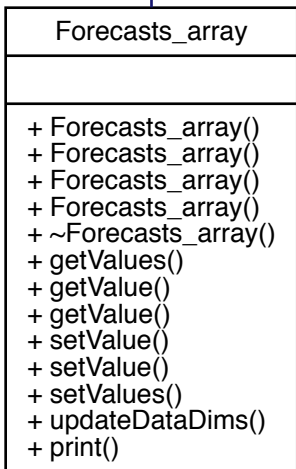 Forecasts_array
+ Forecasts_array()
+ Forecasts_array()
+ Forecasts_array()
+ Forecasts_array()
+ ~Forecasts_array()
+ getValues()
+ getValue()
+ getValue()
+ setValue()
+ setValue()
+ setValues()
+ updateDataDims()
+ print()